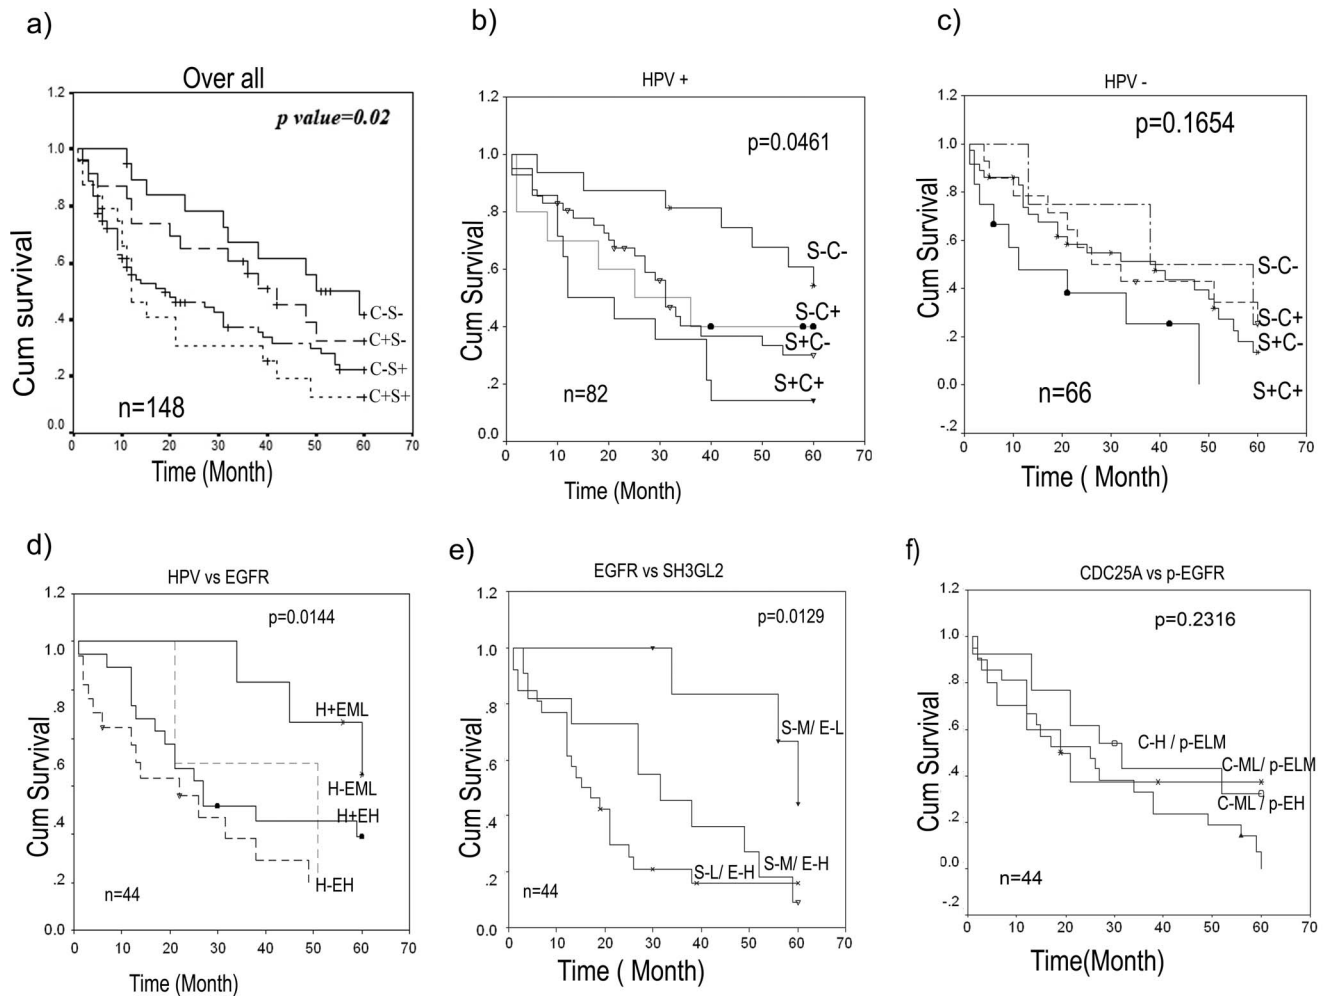 a)
Over all
p value=0.02
1.2
1.0
.8
.6
.4
.2
0.0
C-S-
C+S-
C-S+
C+S+
n=148
0 10 20 30 40 50 60 70
Time (Month)
Cum survival
b)
HPV +
p=0.0461
1.2
1.0
.8
.6
.4
.2
0.0
S-C-
S-C+
S+C-
S+C+
n=82
0 10 20 30 40 50 60 70
Time (Month)
Cum Survival
c)
HPV -
p=0.1654
1.2
1.0
.8
.6
.4
.2
0.0
-.2
S-C-
S-C+
S+C-
S+C+
n=66
0 10 20 30 40 50 60 70
Time ( Month)
Cum Survival
d)
HPV vs EGFR
p=0.0144
1.2
1.0
.8
.6
.4
.2
0.0
H+EML
H-EML
H+EH
H-EH
n=44
0 10 20 30 40 50 60 70
Time (Month)
Cum Survival
e)
EGFR vs SH3GL2
p=0.0129
1.2
1.0
.8
.6
.4
.2
0.0
S-M/ E-L
S-M/ E-H
S-L/ E-H
n=44
0 10 20 30 40 50 60 70
Time ( Month)
Cum Survival
f)
CDC25A vs p-EGFR
p=0.2316
1.2
1.0
.8
.6
.4
.2
0.0
-.2
C-H / p-ELM
C-ML/ p-ELM
C-ML / p-EH
n=44
0 10 20 30 40 50 60 70
Time(Month)
Cum Survival